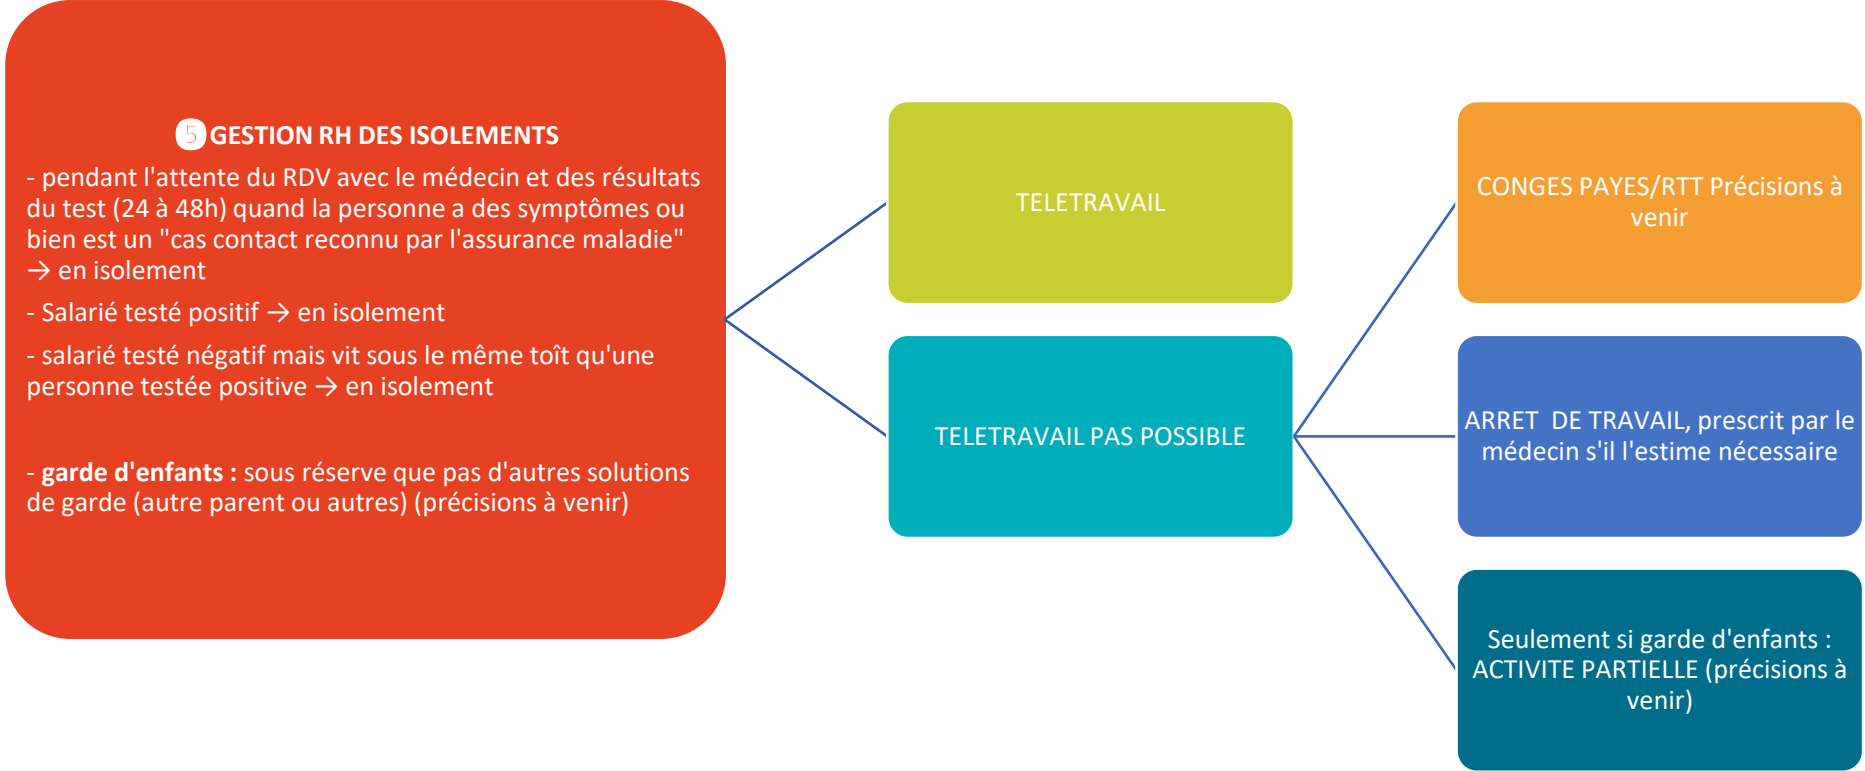 ❺ GESTION RH DES ISOLEMENTS
- pendant l'attente du RDV avec le médecin et des résultats
du test (24 à 48h) quand la personne a des symptômes ou
bien est un "cas contact reconnu par l'assurance maladie"
→ en isolement
- Salarié testé positif → en isolement
- salarié testé négatif mais vit sous le même toît qu'une
personne testée positive → en isolement
- garde d'enfants : sous réserve que pas d'autres solutions
de garde (autre parent ou autres) (précisions à venir)
TELETRAVAIL
TELETRAVAIL PAS POSSIBLE
CONGES PAYES/RTT Précisions à
venir
ARRET  DE TRAVAIL, prescrit par le
médecin s'il l'estime nécessaire
Seulement si garde d'enfants :
ACTIVITE PARTIELLE (précisions à
venir)